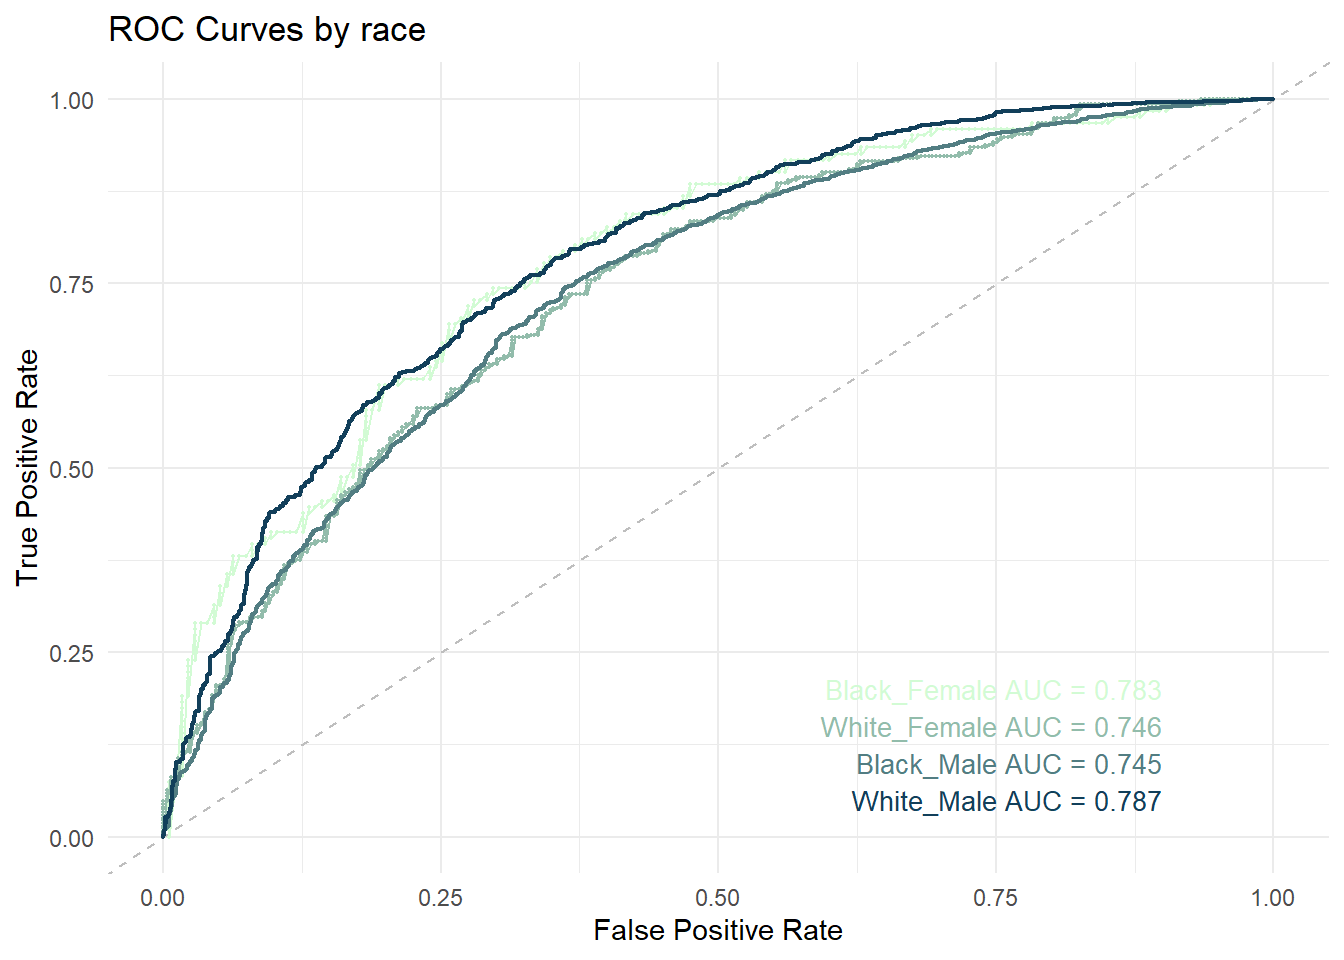 ROC Curves by race
1.00
0.75
0.50
0.25
0.00
True Positive Rate
Black_Female AUC = 0.783
White_Female AUC = 0.746
Black_Male AUC = 0.745
White_Male AUC = 0.787
0.00 0.25 0.50 0.75 1.00
False Positive Rate